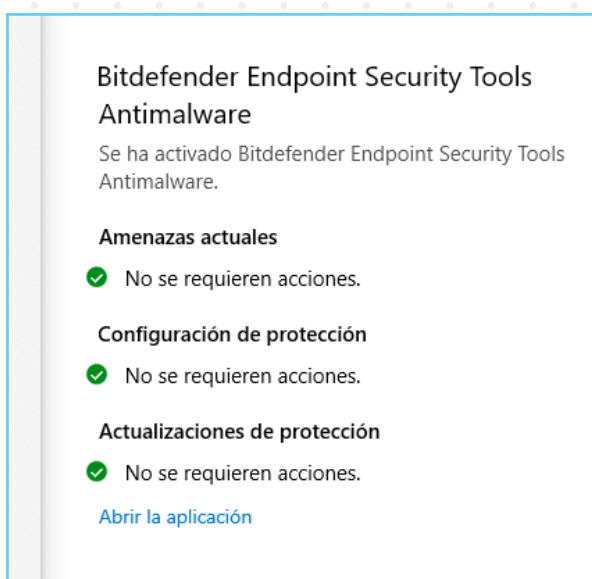 Bitdefender Endpoint Security Tools
Antimalware
Se ha activado Bitdefender Endpoint Security Tools
Antimalware.
Amenazas actuales
No se requieren acciones.
Configuración de protección
No se requieren acciones.
Actualizaciones de protección
No se requieren acciones.
Abrir la aplicación